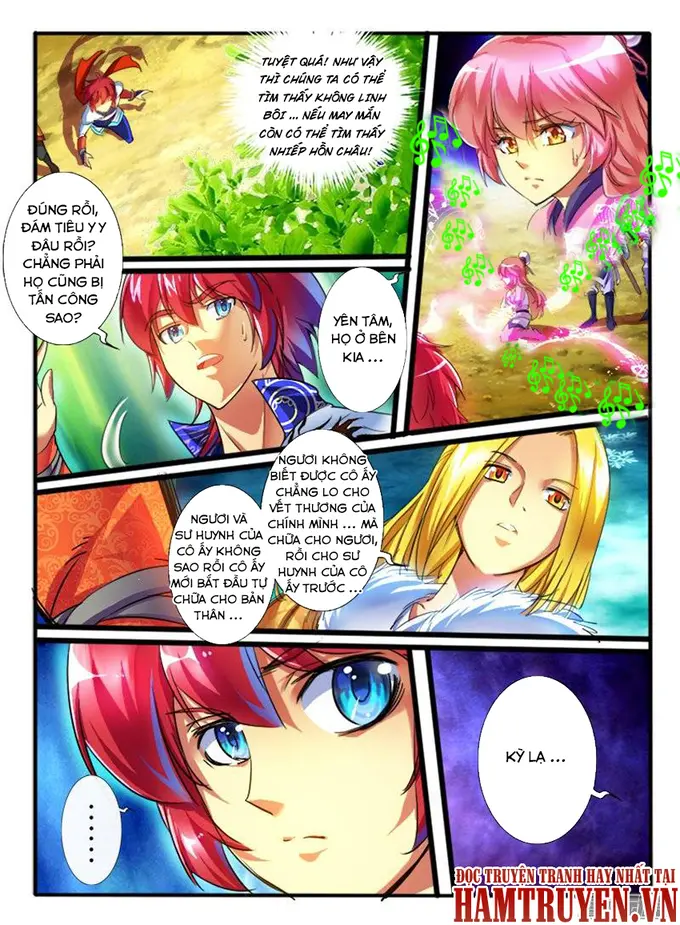 TUYỆT QUÁ! NHƯ VẬY
THÌ CHÚNG TA CÓ THỂ
TÌM THẤY KHÔNG LINH
BÔI ... NẾU MAY MẮN
CÒN CÓ THỂ TÌM THẤY
NHIẾP HỒN CHÂU!
ĐÚNG RỒI,
ĐÁM TIÊU Y Y
ĐÂU RỒI?
CHẲNG PHẢI
HỌ CŨNG BỊ
TẤN CÔNG
SAO?
YÊN TÂM,
HỌ Ở BÊN
KIA ...
NGƯƠI KHÔNG
BIẾT ĐƯỢC CÔ ẤY
CHẲNG LO CHO
VẾT THƯƠNG CỦA
CHÍNH MÌNH ... MÀ
CHỮA CHO NGƯƠI,
RỒI CHO SƯ
HUYNH CỦA CÔ
ẤY TRƯỚC ...
NGƯƠI VÀ
SƯ HUYNH CỦA
CÔ ẤY KHÔNG
SAO RỒI CÔ ẤY
MỚI BẮT ĐẦU TỰ
CHỮA CHO BẢN
THÂN ...
KỲ LẠ ...
......
ĐỌC TRUYỆN TRANH HAY NHẤT TẠI
HAMTRUYEN.VN